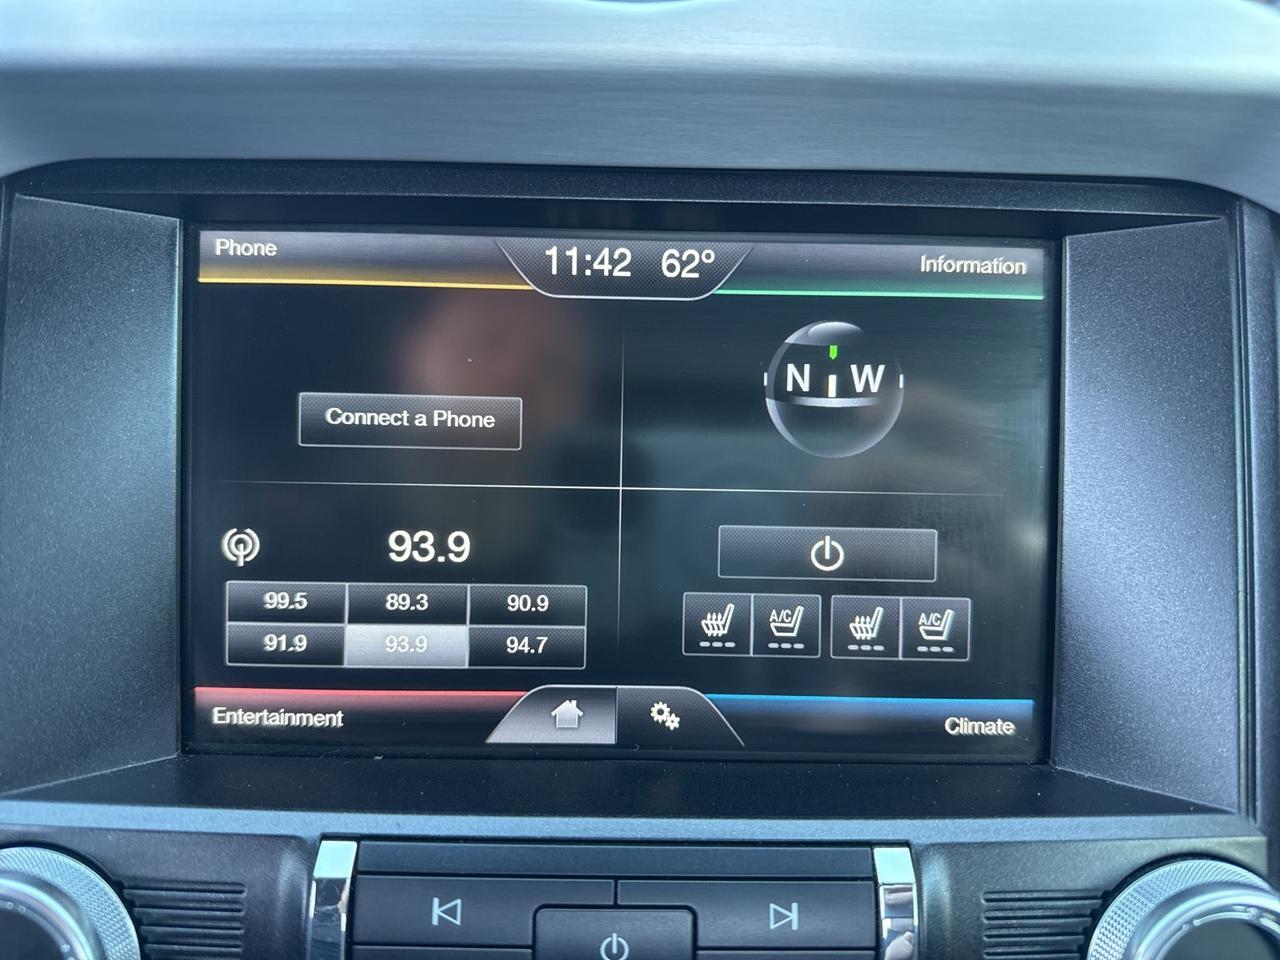 Phone
11:42 62°
Information
N W
Connect a Phone
93.9
99.5 89.3 90.9
91.9 93.9 94.7
A/C A/C
Entertainment
Climate